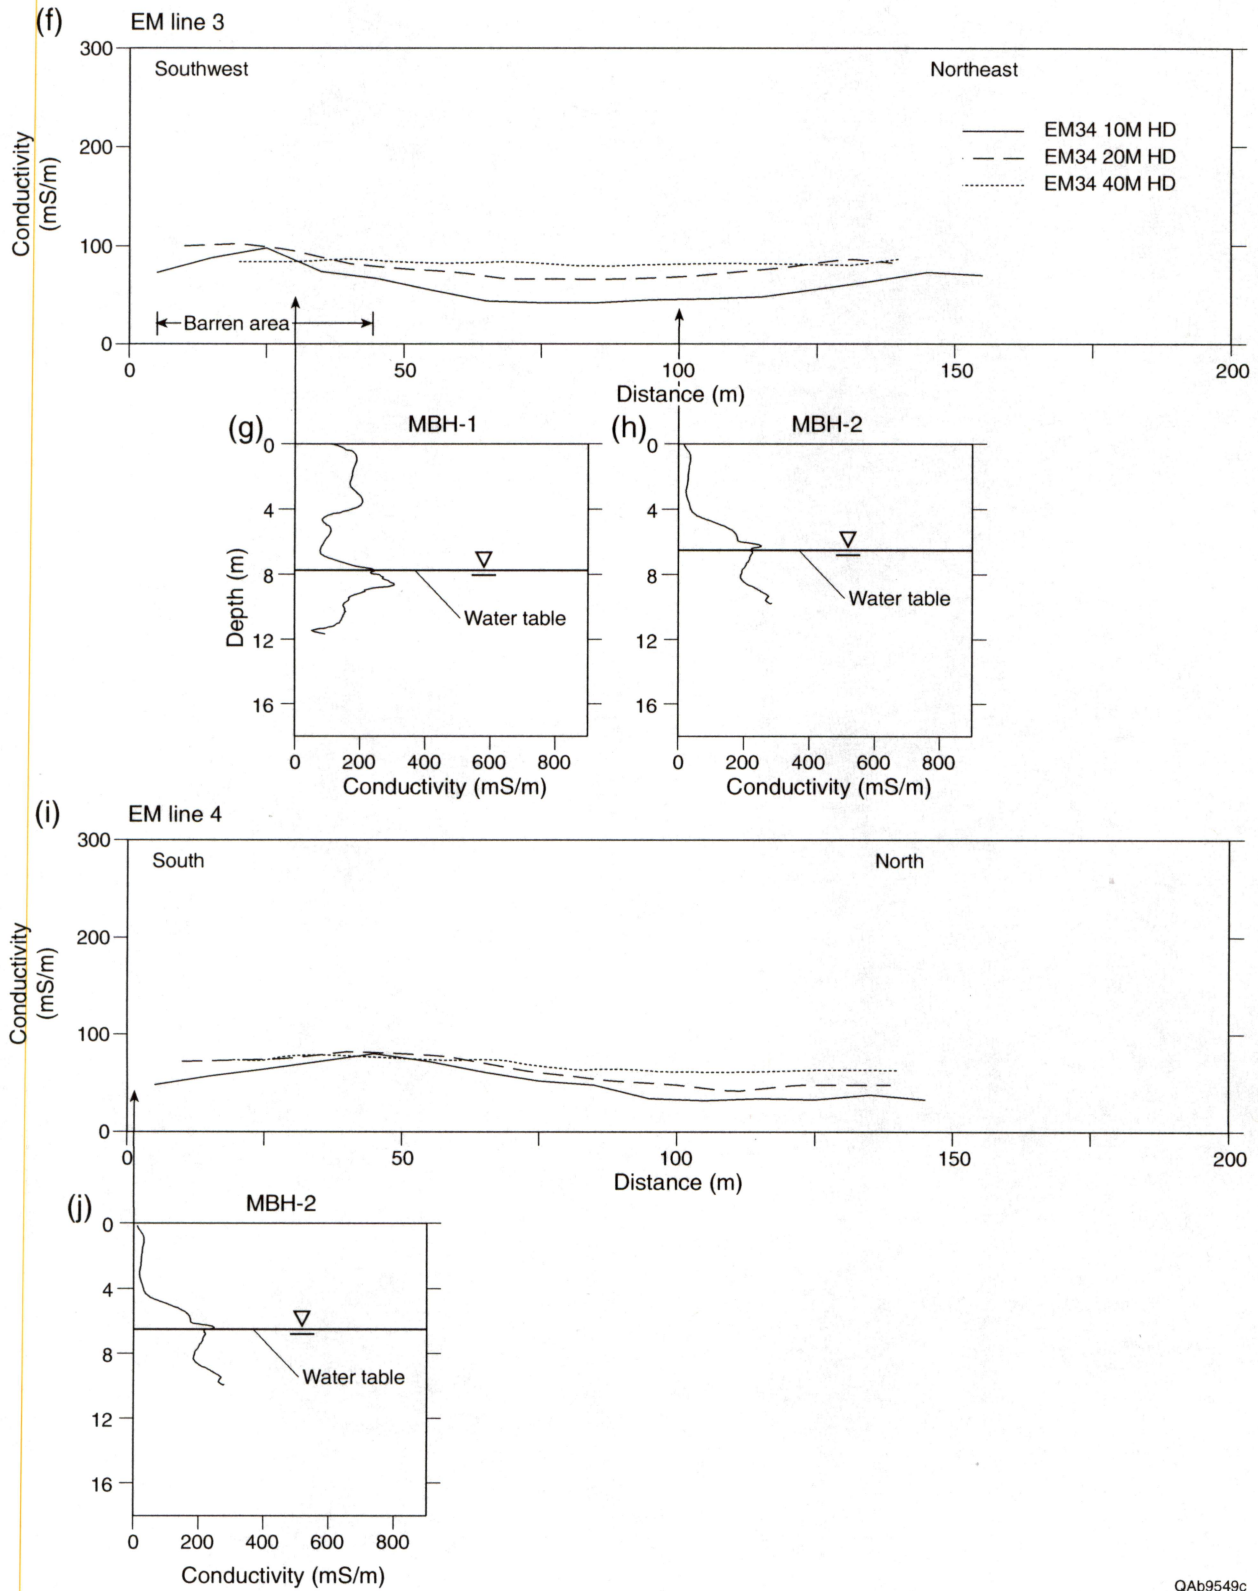 (f)
EM line 3
300
Southwest
Northeast
EM34 10M HD
EM34 20M HD
EM34 40M HD
200
100
0
Conductivity
(mS/m)
Barren area
0 50 100 150 200
Distance (m)
(g) MBH-1
(h) MBH-2
0
4
8
12
16
Depth (m)
Water table
0 200 400 600 800
Conductivity (mS/m)
0
4
8
12
16
Water table
0 200 400 600 800
Conductivity (mS/m)
(i)
EM line 4
300
South
North
200
100
0
Conductivity
(mS/m)
0 50 100 150 200
Distance (m)
(j) MBH-2
0
4
8
12
16
Water table
0 200 400 600 800
Conductivity (mS/m)
QAb9549c